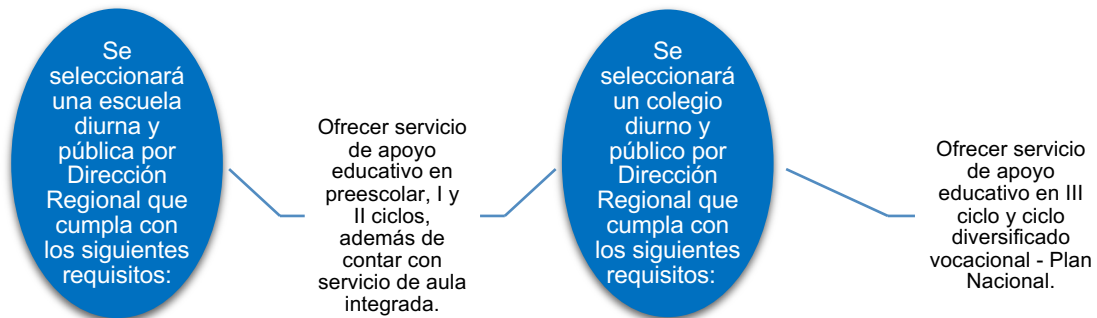 Se
seleccionará
una escuela
diurna y
pública por
Dirección
Regional que
cumpla con
los siguientes
requisitos:
Ofrecer servicio
de apoyo
educativo en
preescolar, I y
II ciclos,
además de
contar con
servicio de aula
integrada.
Se
seleccionará
un colegio
diurno y
público por
Dirección
Regional que
cumpla con
los siguientes
requisitos:
Ofrecer servicio
de apoyo
educativo en III
ciclo y ciclo
diversificado
vocacional - Plan
Nacional.